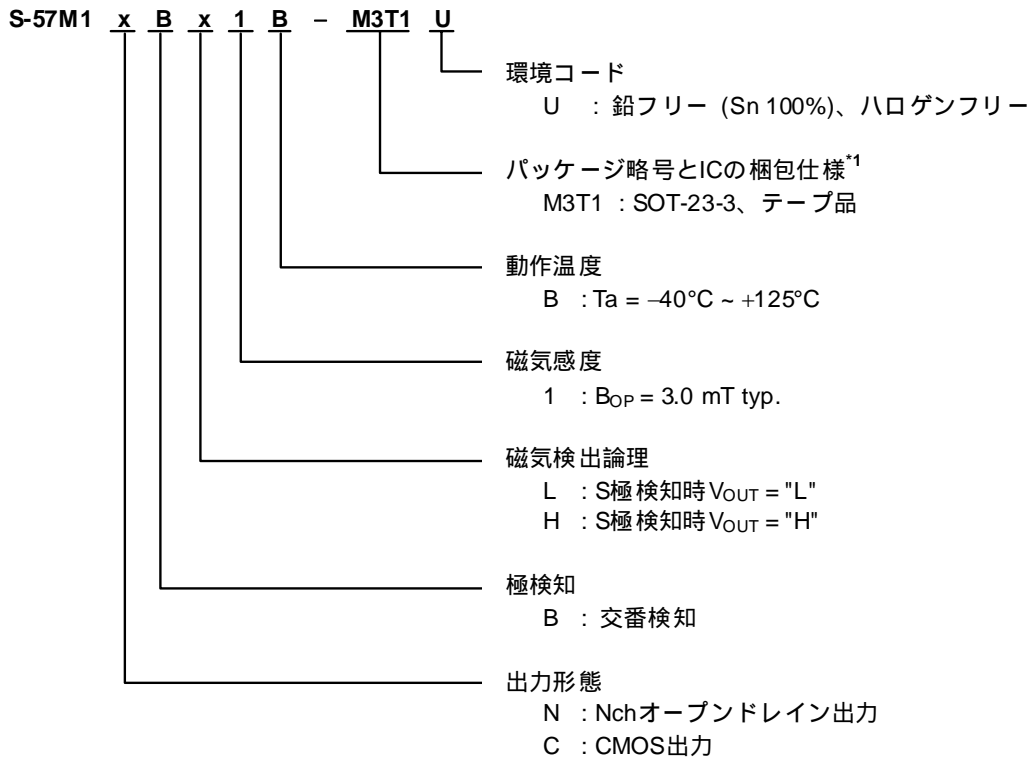 S-57M1 x B x 1 B – M3T1 U
環境コード
U : 鉛フリー (Sn 100%)、ハロゲンフリー
パッケージ略号とICの梱包仕様*1
M3T1 : SOT-23-3、テープ品
動作温度
B : Ta = −40°C ~ +125°C
磁気感度
1 : BOP = 3.0 mT typ.
磁気検出論理
L : S極検知時VOUT = "L"
H : S極検知時VOUT = "H"
極検知
B : 交番検知
出力形態
N : Nchオープンドレイン出力
C : CMOS出力